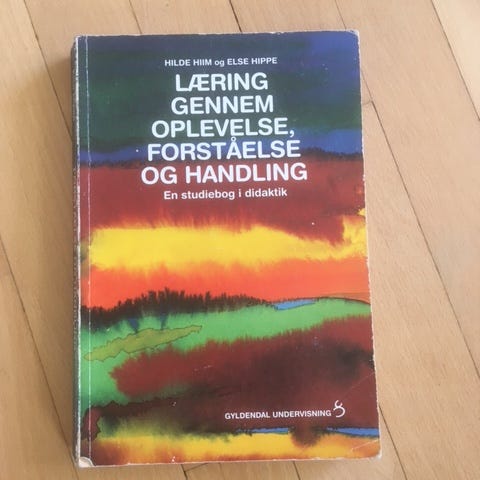 HILDE HIIM og ELSE HIPPE
LÆRING
GENNEM
OPLEVELSE,
FORSTÅELSE
OG HANDLING
En studiebog i didaktik
GYLDENDAL UNDERVISNING